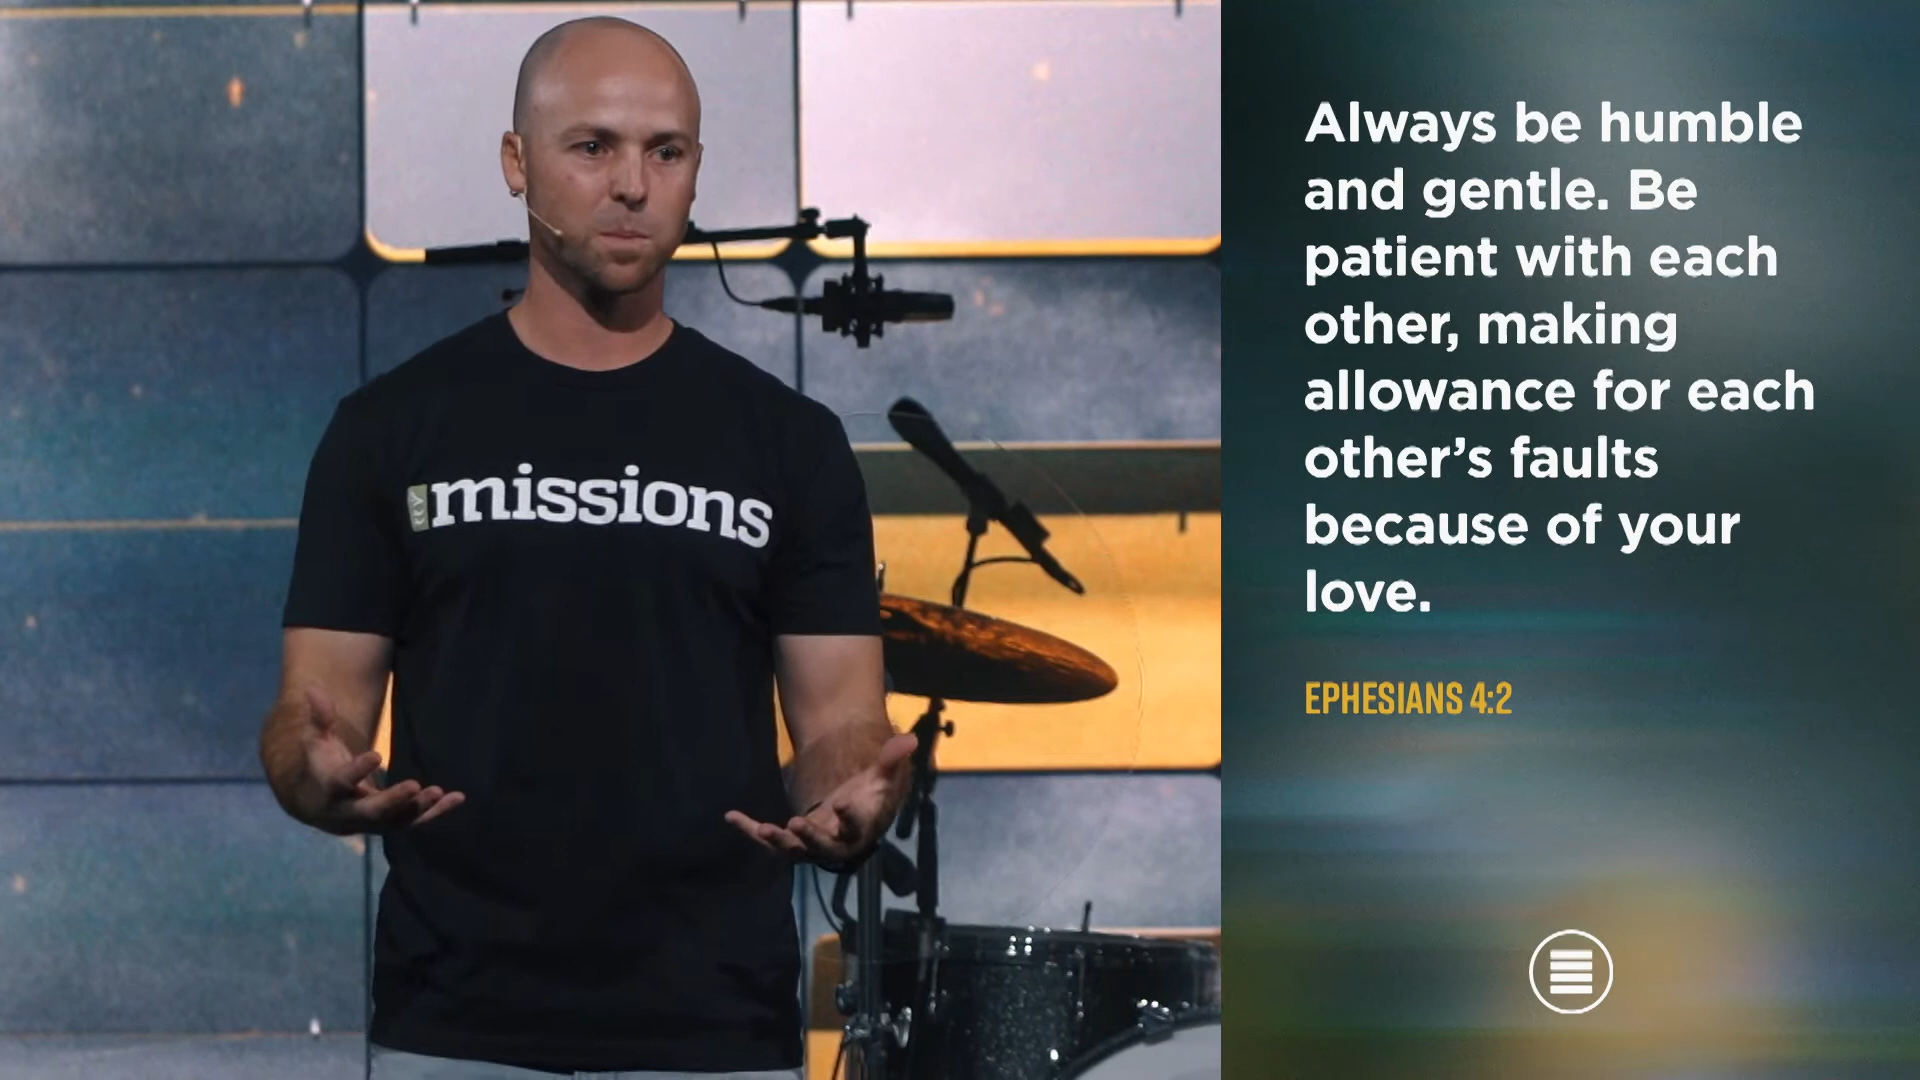 missions
Always be humble
and gentle. Be
patient with each
other, making
allowance for each
other’s faults
because of your
love.
EPHESIANS 4:2